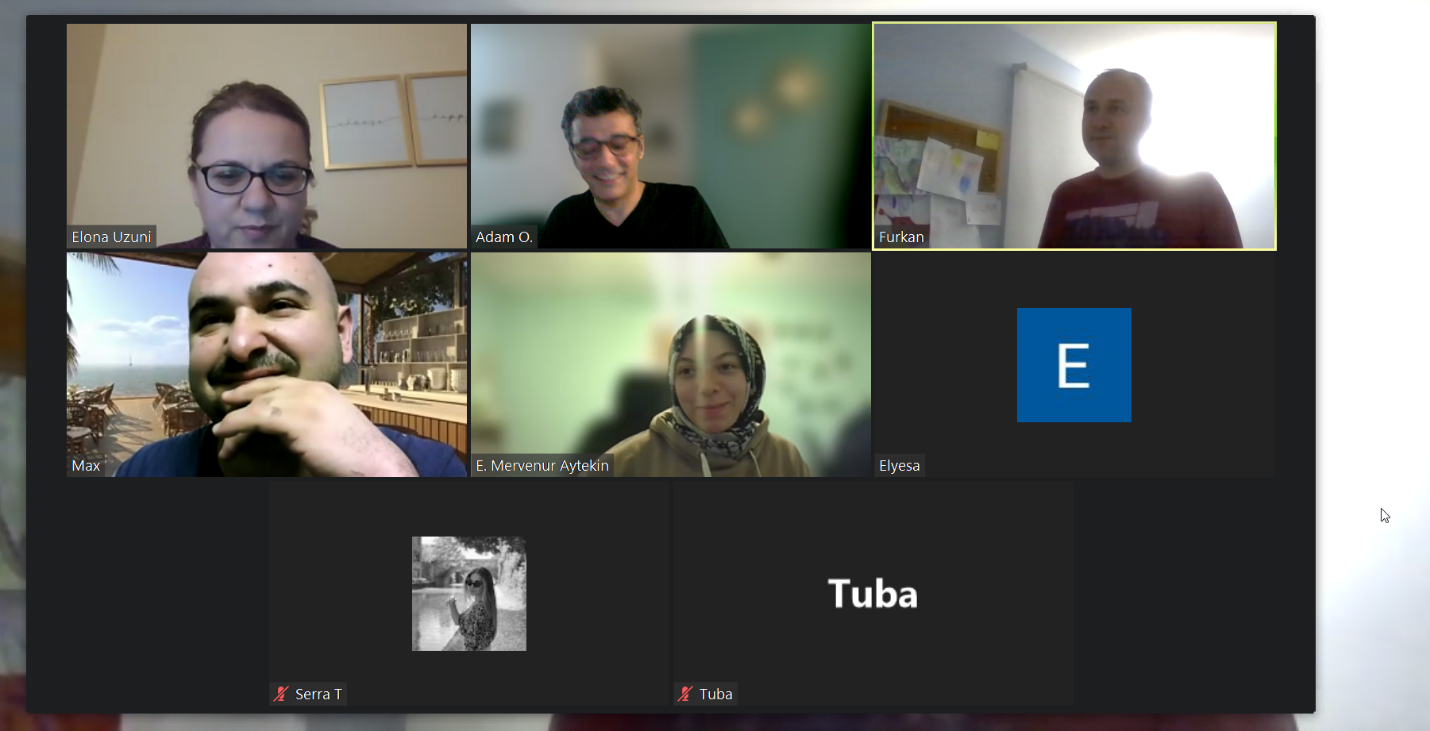 Elona Uzuni
Adam O.
Furkan
Max
E. Mervenur Aytekin
E
Elyesa
Serra T
Tuba
Tuba